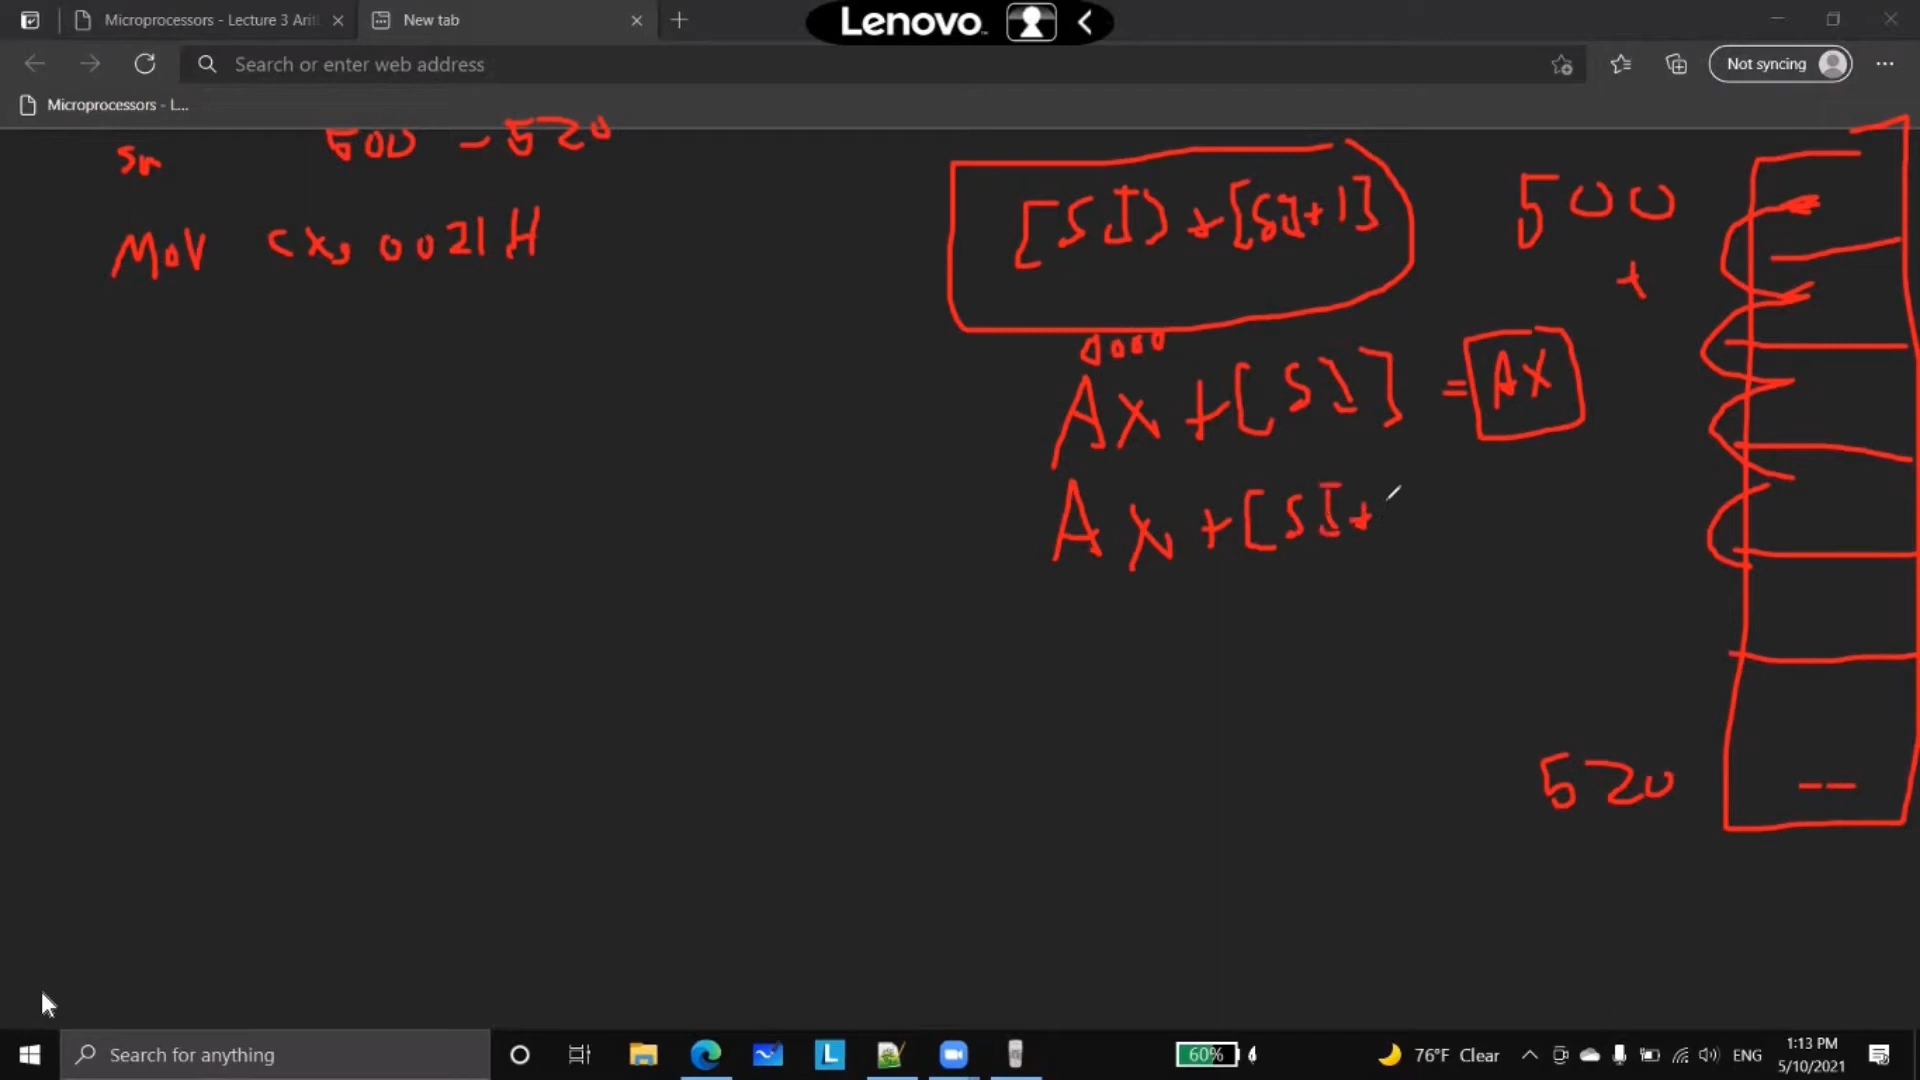 Microprocessors - Lecture 3 Arit
New tab
Lenovo
Search or enter web address
Not syncing
Microprocessors - L...
500 - 520
MOV CX, 0021H
[SI] + [SI+1]
500
+
0000
AX + [SI] = AX
AX + [SI+
520
--
Search for anything
L
60%
76°F Clear
ENG
1:13 PM
5/10/2021